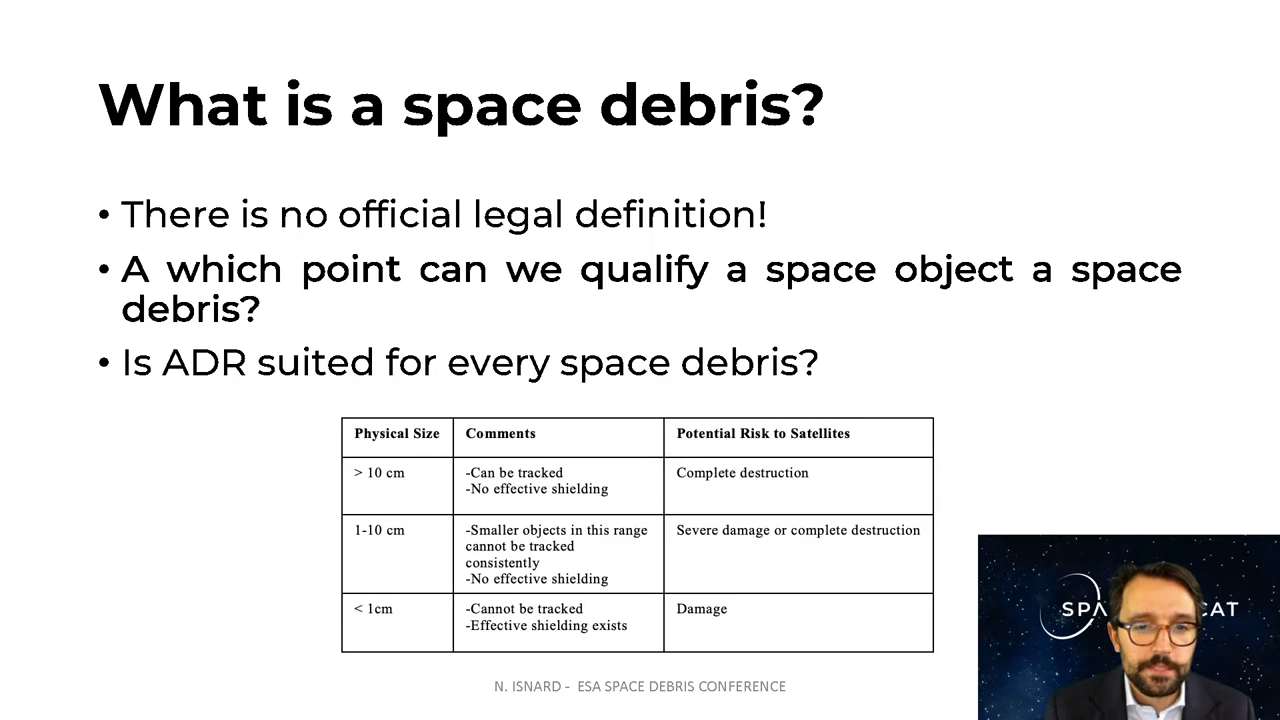 What is a space debris?
• There is no official legal definition!
• A which point can we qualify a space object a space
debris?
• Is ADR suited for every space debris?
Physical Size Comments Potential Risk to Satellites
> 10 cm -Can be tracked Complete destruction
-No effective shielding
1-10 cm -Smaller objects in this range Severe damage or complete destruction
cannot be tracked
consistently
-No effective shielding
< 1cm -Cannot be tracked Damage
-Effective shielding exists
N. ISNARD - ESA SPACE DEBRIS CONFERENCE